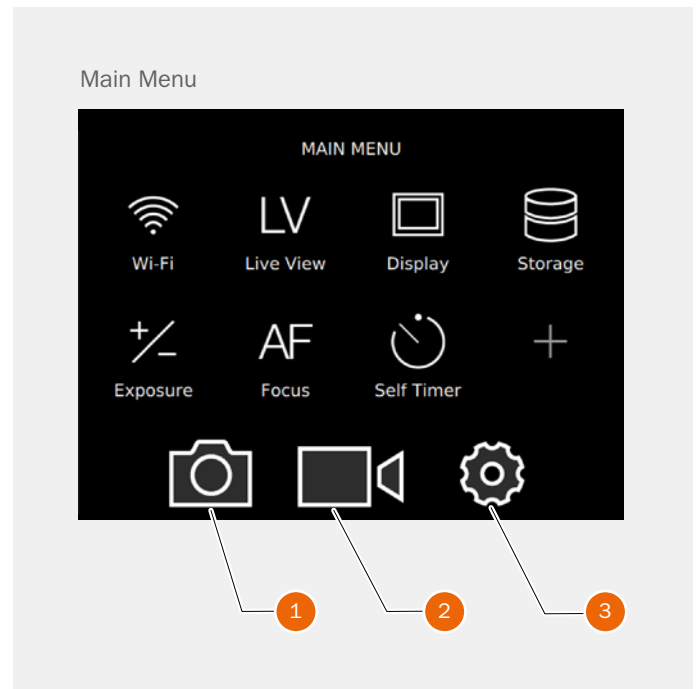 Main Menu
MAIN MENU
Wi-Fi Live View Display Storage
LV
+/-
AF
Exposure Focus Self Timer
+
1 2 3